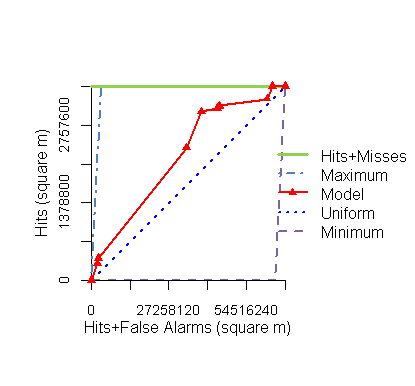 2757600
1378800
0
Hits (square m)
0
27258120
54516240
Hits+False Alarms (square m)
Hits+Misses
Maximum
Model
Uniform
Minimum